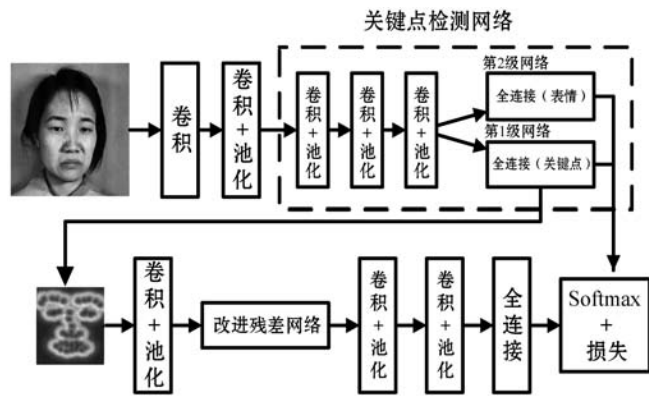 关键点检测网络
卷积
卷积+池化
卷积+池化
卷积+池化
卷积+池化
第2级网络
全连接（表情）
第1级网络
全连接（关键点）
卷积+池化
改进残差网络
卷积+池化
卷积+池化
全连接
Softmax
+
损失